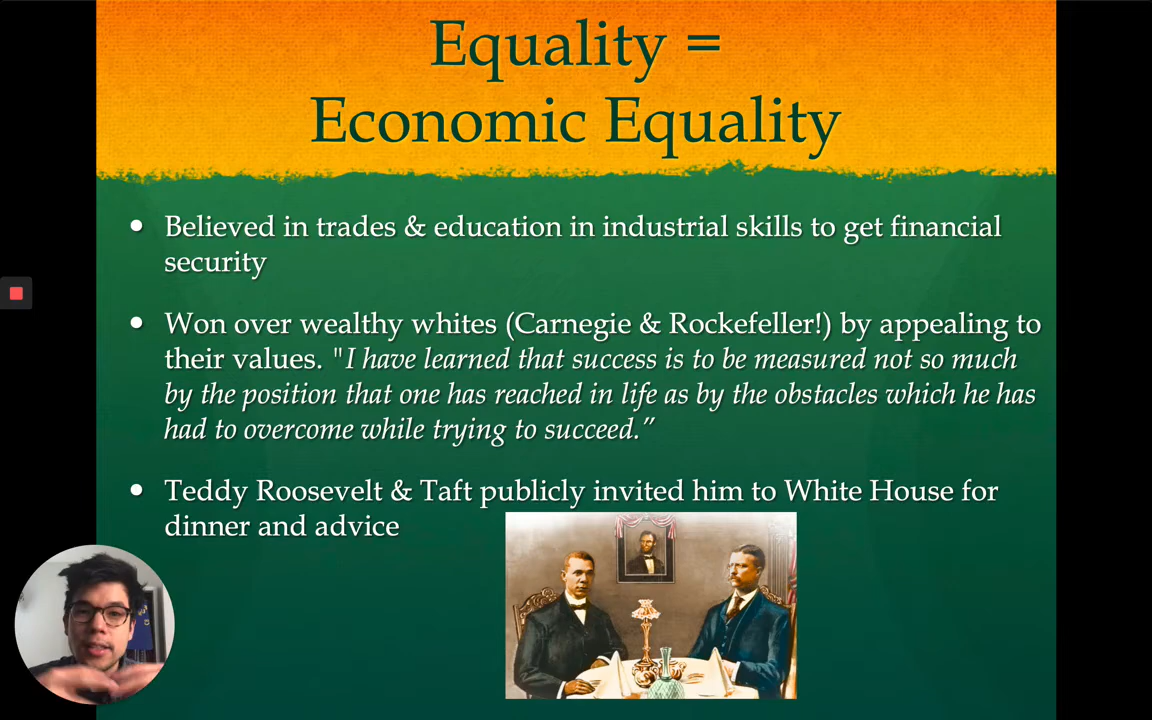 Equality =
Economic Equality
• Believed in trades & education in industrial skills to get financial
security
• Won over wealthy whites (Carnegie & Rockefeller!) by appealing to
their values. "I have learned that success is to be measured not so much
by the position that one has reached in life as by the obstacles which he has
had to overcome while trying to succeed.”
• Teddy Roosevelt & Taft publicly invited him to White House for
dinner and advice